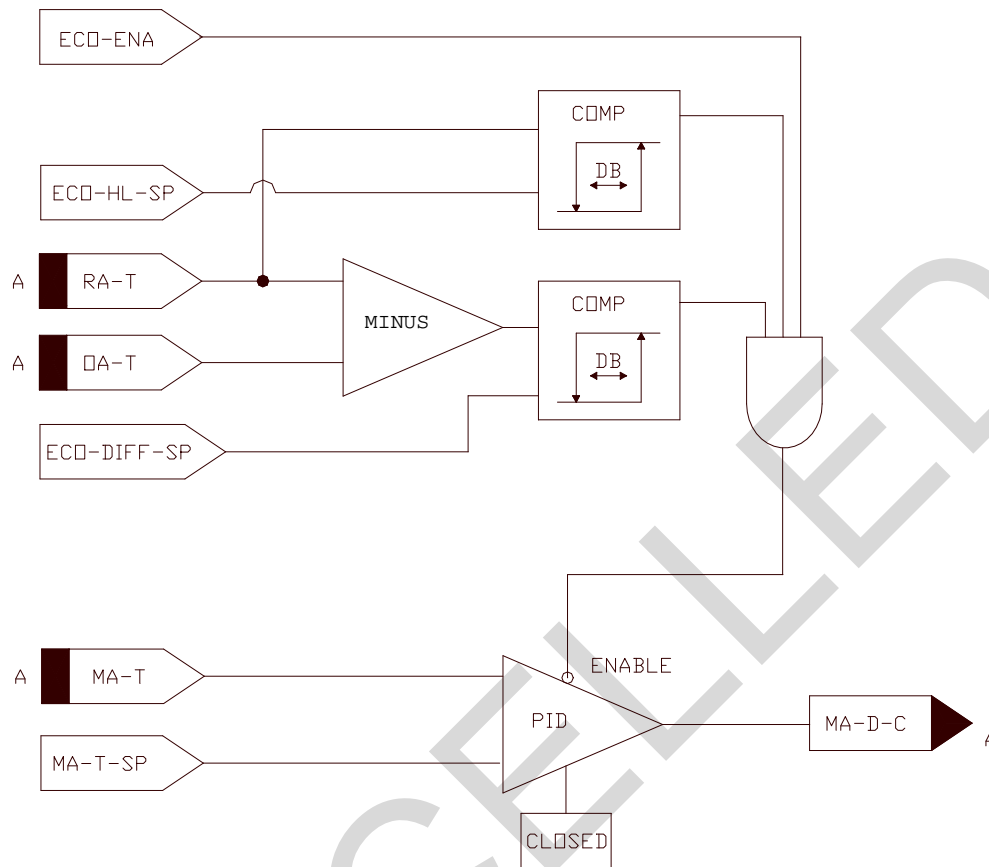 ECO-ENA
COMP
DB
ECO-HL-SP
A RA-T
COMP
MINUS
A OA-T
DB
ECO-DIFF-SP
A MA-T
ENABLE
PID
MA-D-C
A
MA-T-SP
CLOSED
CELLED